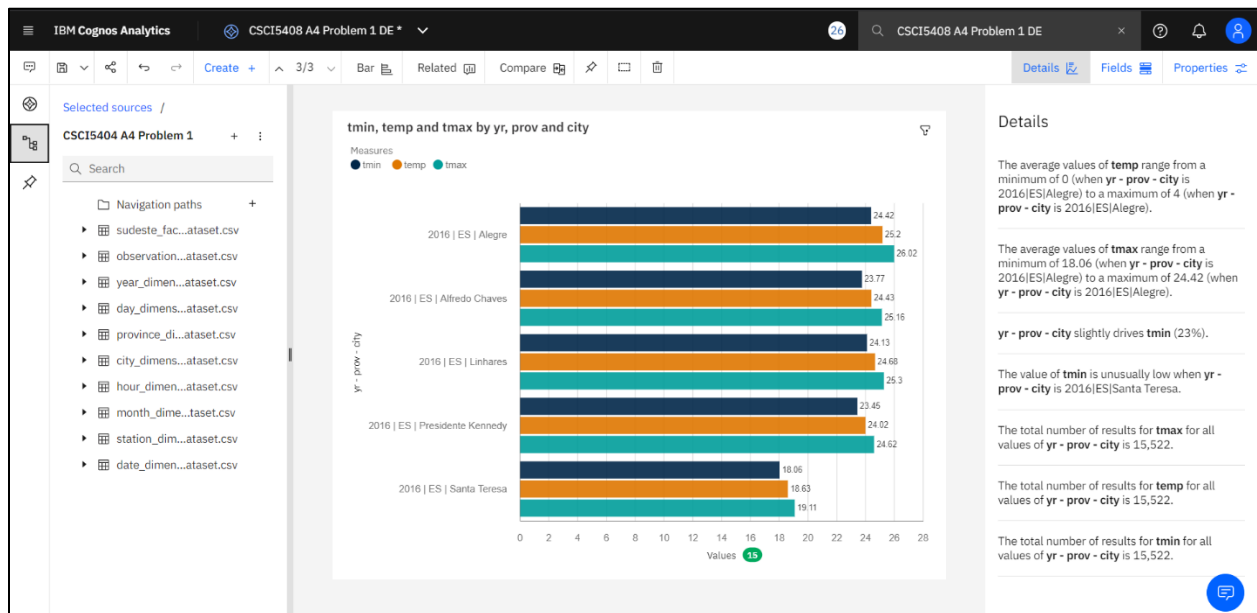 IBM Cognos Analytics
CSCI5408 A4 Problem 1 DE *
26
CSCI5408 A4 Problem 1 DE
Create +
3/3
Bar
Related
Compare
Details
Fields
Properties
Selected sources /
CSCI5404 A4 Problem 1
Search
Navigation paths
sudeste_fac...ataset.csv
observation...ataset.csv
year_dimen...ataset.csv
day_dimens...ataset.csv
province_di...ataset.csv
city_dimens...ataset.csv
hour_dimen...ataset.csv
month_dime...taset.csv
station_dim...ataset.csv
date_dimen...ataset.csv
tmin, temp and tmax by yr, prov and city
Measures
tmin temp tmax
yr - prov - city
2016 | ES | Alegre
24.42
25.2
26.02
2016 | ES | Alfredo Chaves
23.77
24.43
25.16
2016 | ES | Linhares
24.13
24.68
25.3
2016 | ES | Presidente Kennedy
23.45
24.02
24.62
2016 | ES | Santa Teresa
18.06
18.63
19.11
0 2 4 6 8 10 12 14 16 18 20 22 24 26 28
Values 15
Details
The average values of temp range from a
minimum of 0 (when yr - prov - city is
2016|ES|Alegre) to a maximum of 4 (when yr -
prov - city is 2016|ES|Alegre).
The average values of tmax range from a
minimum of 18.06 (when yr - prov - city is
2016|ES|Alegre) to a maximum of 24.42 (when
yr - prov - city is 2016|ES|Alegre).
yr - prov - city slightly drives tmin (23%).
The value of tmin is unusually low when yr -
prov - city is 2016|ES|Santa Teresa.
The total number of results for tmax for all
values of yr - prov - city is 15,522.
The total number of results for temp for all
values of yr - prov - city is 15,522.
The total number of results for tmin for all
values of yr - prov - city is 15,522.